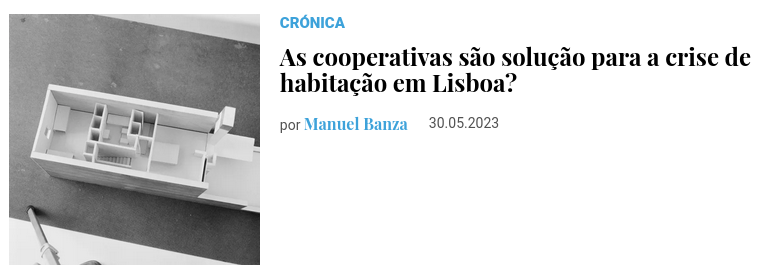 CRÓNICA
As cooperativas são solução para a crise de
habitação em Lisboa?
por Manuel Banza 30.05.2023